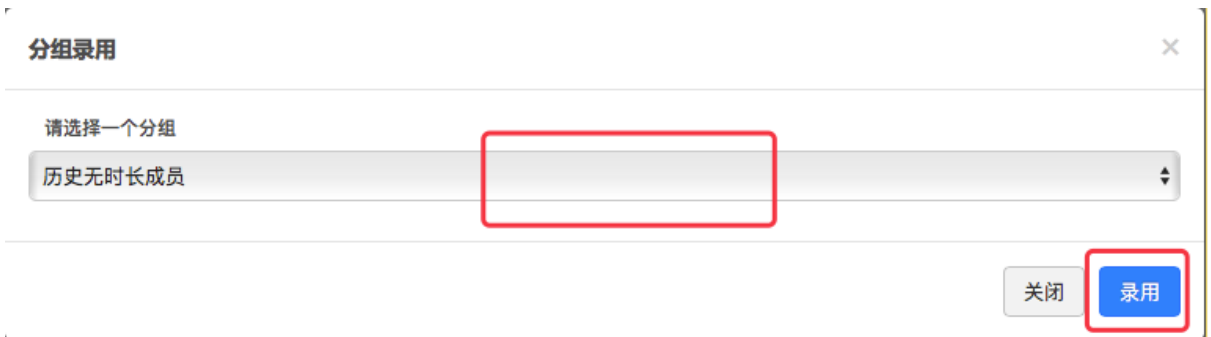 分组录用
×
请选择一个分组
历史无时长成员
关闭 录用